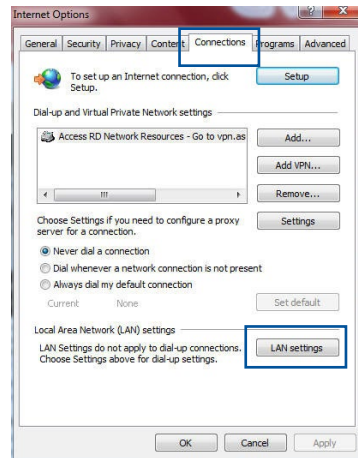 Internet Options
General Security Privacy Content Connections Programs Advanced
To set up an Internet connection, click
Setup.
Setup
Dial-up and Virtual Private Network settings
Access RD Network Resources - Go to vpn.as
Add...
Add VPN...
Remove...
Choose Settings if you need to configure a proxy
server for a connection.
Settings
Never dial a connection
Dial whenever a network connection is not present
Always dial my default connection
Current None
Set default
Local Area Network (LAN) settings
LAN Settings do not apply to dial-up connections.
Choose Settings above for dial-up settings.
LAN settings
OK Cancel Apply